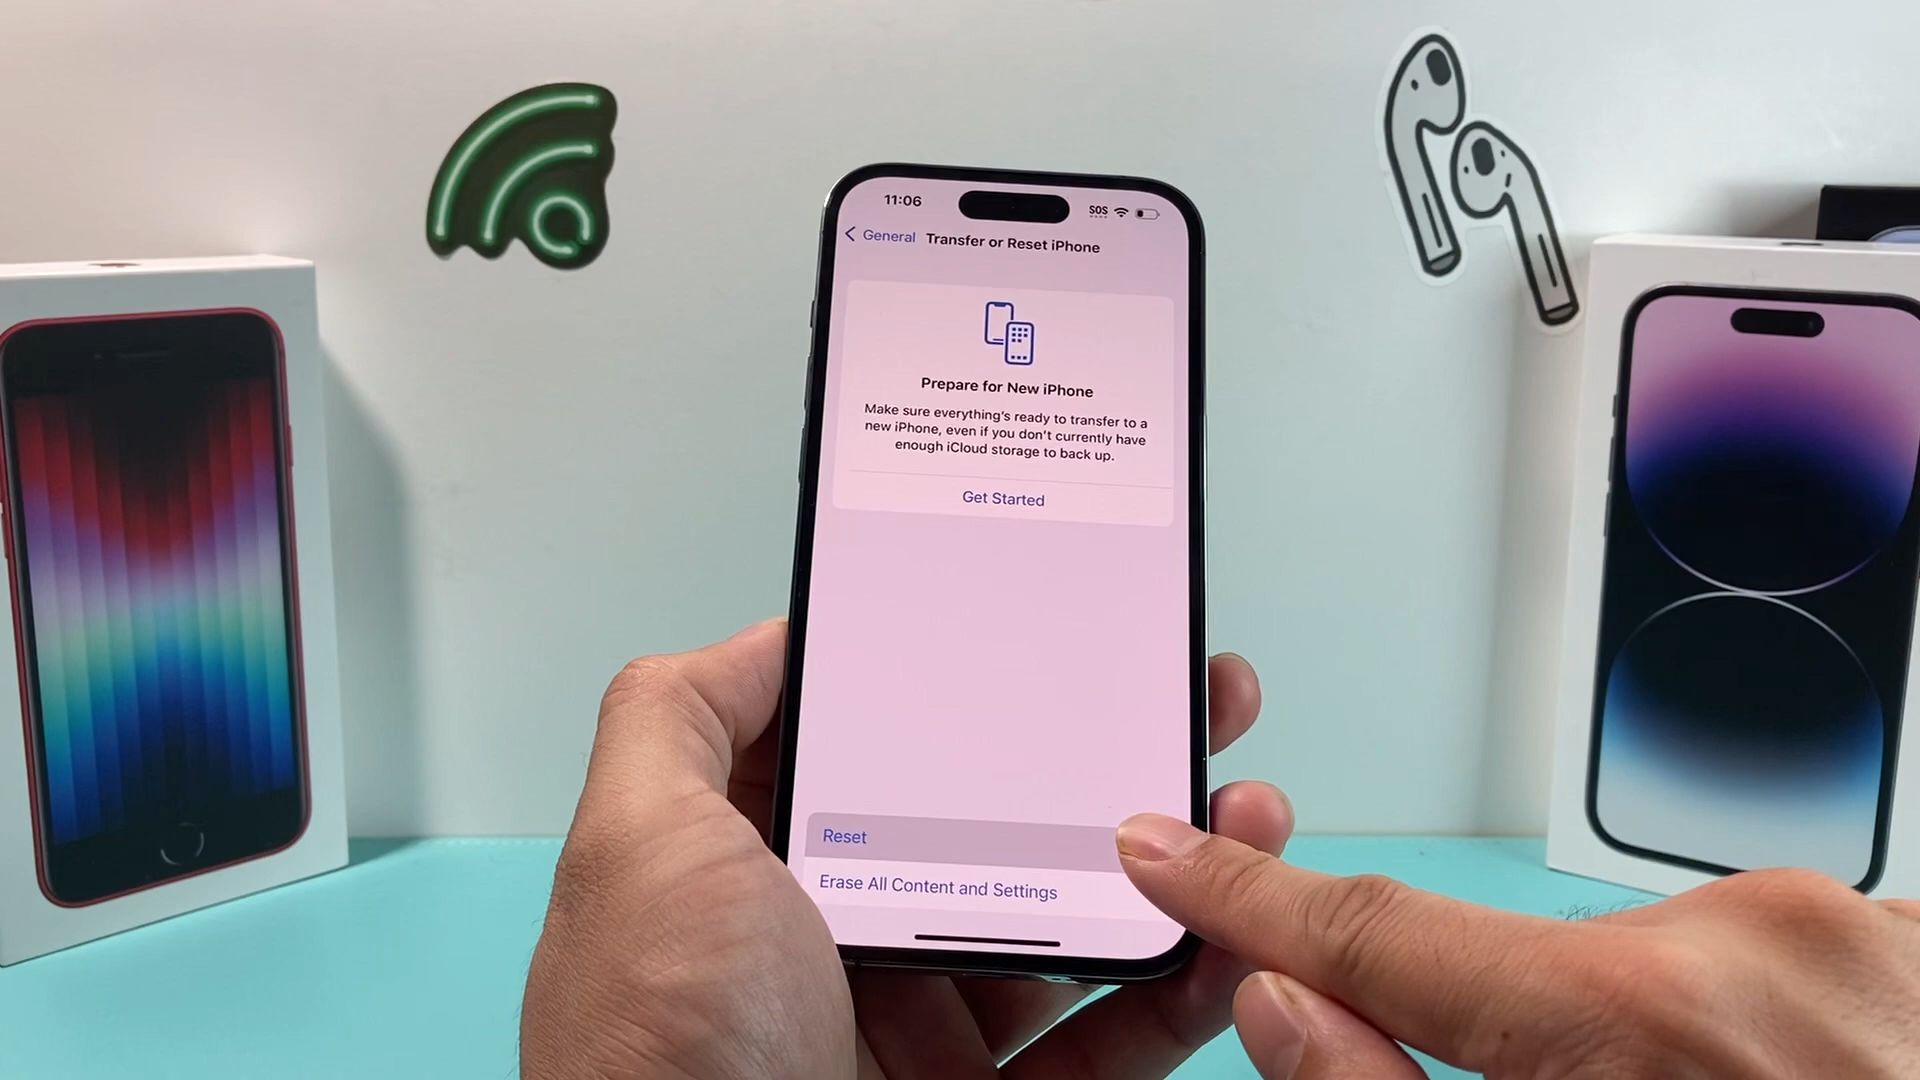 11:06
SOS
General
Transfer or Reset iPhone
Prepare for New iPhone
Make sure everything's ready to transfer to a
new iPhone, even if you don't currently have
enough iCloud storage to back up.
Get Started
Reset
Erase All Content and Settings